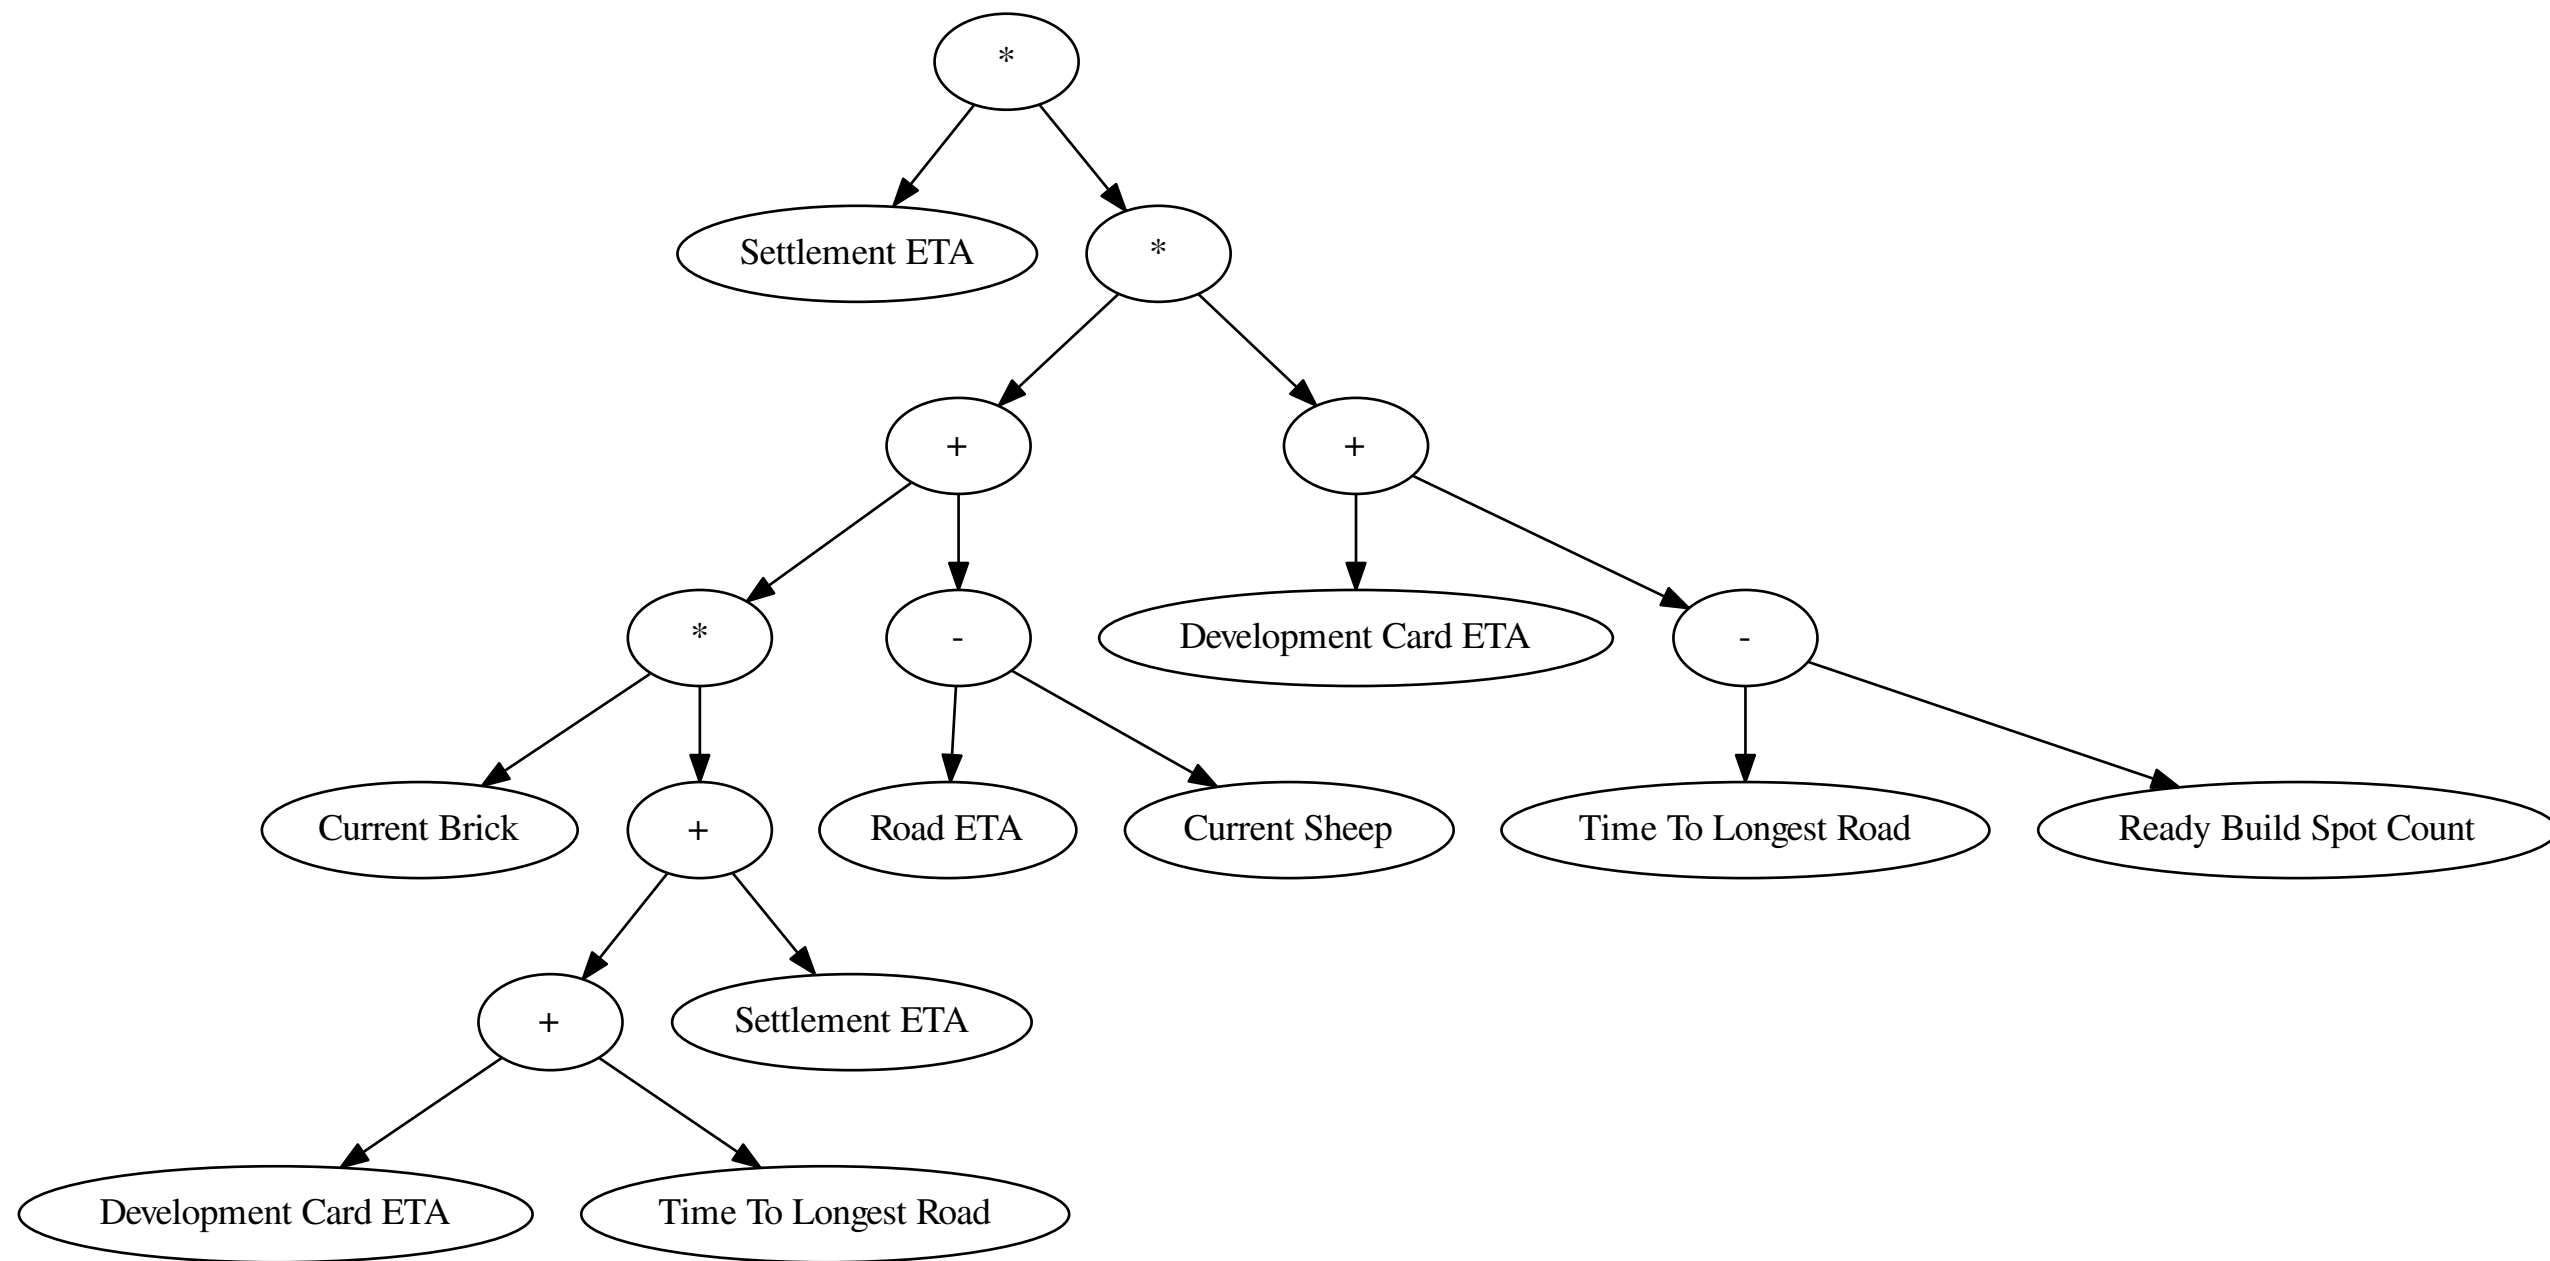 *
Settlement ETA
*
+
+
*
-
Development Card ETA
-
Current Brick
+
Road ETA
Current Sheep
Time To Longest Road
Ready Build Spot Count
+
Settlement ETA
Development Card ETA
Time To Longest Road